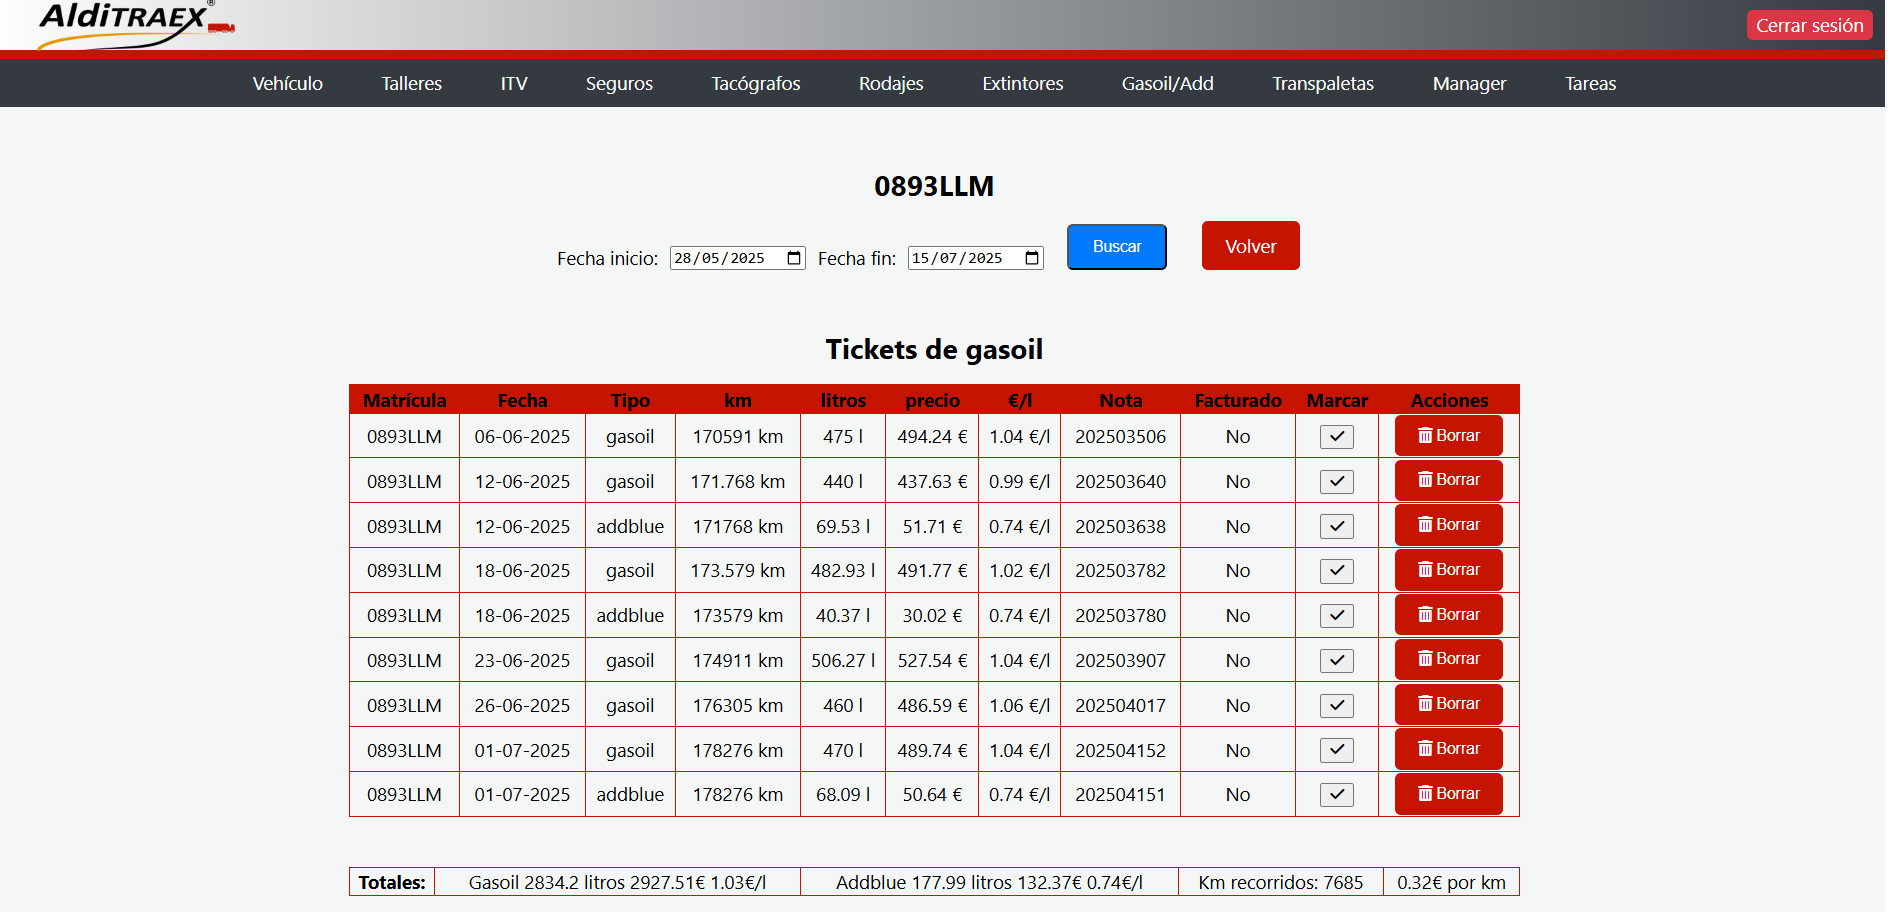 AldiTRAEX®
Cerrar sesión
Vehículo Talleres ITV Seguros Tacógrafos Rodajes Extintores Gasoil/Add Transpaletas Manager Tareas
0893LLM
Fecha inicio: 28/05/2025 Fecha fin: 15/07/2025 Buscar Volver
Tickets de gasoil
Matrícula Fecha Tipo km litros precio €/l Nota Facturado Marcar Acciones
0893LLM 06-06-2025 gasoil 170591 km 475 l 494.24 € 1.04 €/l 202503506 No Borrar
0893LLM 12-06-2025 gasoil 171.768 km 440 l 437.63 € 0.99 €/l 202503640 No Borrar
0893LLM 12-06-2025 addblue 171768 km 69.53 l 51.71 € 0.74 €/l 202503638 No Borrar
0893LLM 18-06-2025 gasoil 173.579 km 482.93 l 491.77 € 1.02 €/l 202503782 No Borrar
0893LLM 18-06-2025 addblue 173579 km 40.37 l 30.02 € 0.74 €/l 202503780 No Borrar
0893LLM 23-06-2025 gasoil 174911 km 506.27 l 527.54 € 1.04 €/l 202503907 No Borrar
0893LLM 26-06-2025 gasoil 176305 km 460 l 486.59 € 1.06 €/l 202504017 No Borrar
0893LLM 01-07-2025 gasoil 178276 km 470 l 489.74 € 1.04 €/l 202504152 No Borrar
0893LLM 01-07-2025 addblue 178276 km 68.09 l 50.64 € 0.74 €/l 202504151 No Borrar
Totales: Gasoil 2834.2 litros 2927.51€ 1.03€/l Addblue 177.99 litros 132.37€ 0.74€/l Km recorridos: 7685 0.32€ por km